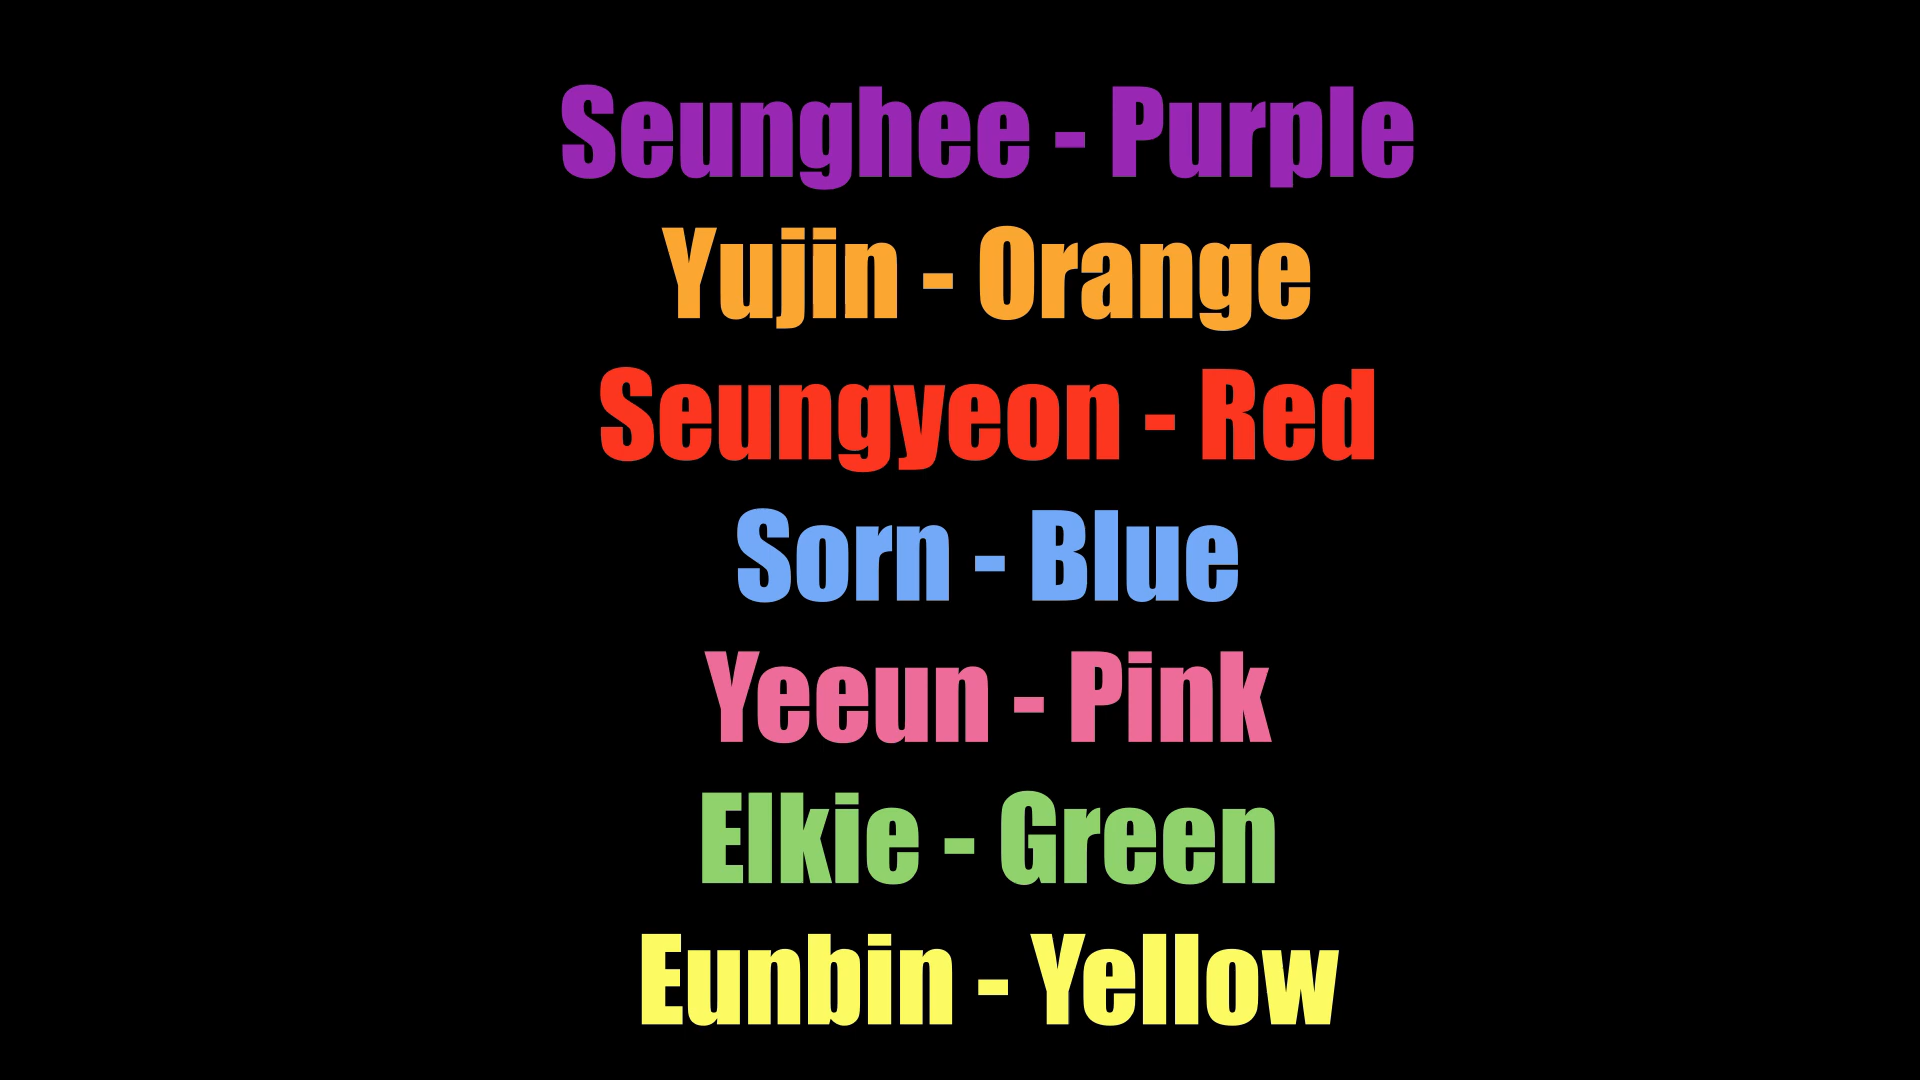 Seunghee - Purple
Yujin - Orange
Seungyeon - Red
Sorn - Blue
Yeeun - Pink
Elkie - Green
Eunbin - Yellow